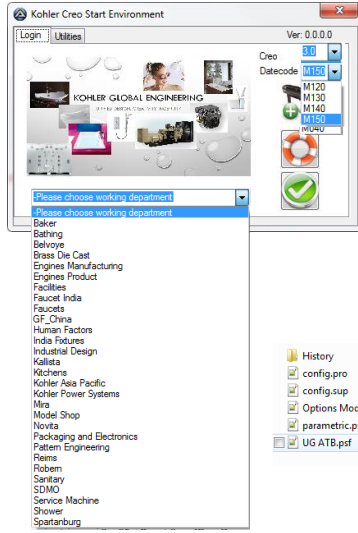 Kohler Creo Start Environment
Login Utilities
Ver: 0.0.0.0
Creo 3.0
Datecode M150
M120
M130
M140
M150
M040
KOHLER GLOBAL ENGINEERING
-Please choose working department
-Please choose working department
Baker
Bathing
Belvoye
Brass Die Cast
Engines Manufacturing
Engines Product
Facilities
Faucet India
Faucets
GF_China
Human Factors
India Fixtures
Industrial Design
Kallista
Kitchens
Kohler Asia Pacific
Kohler Power Systems
Mira
Model Shop
Novita
Packaging and Electronics
Pattern Engineering
Reims
Robern
Sanitary
SDMO
Service Machine
Shower
Spartanburg
History
config.pro
config.sup
Options Mod
parametric.ps
UG ATB.psf